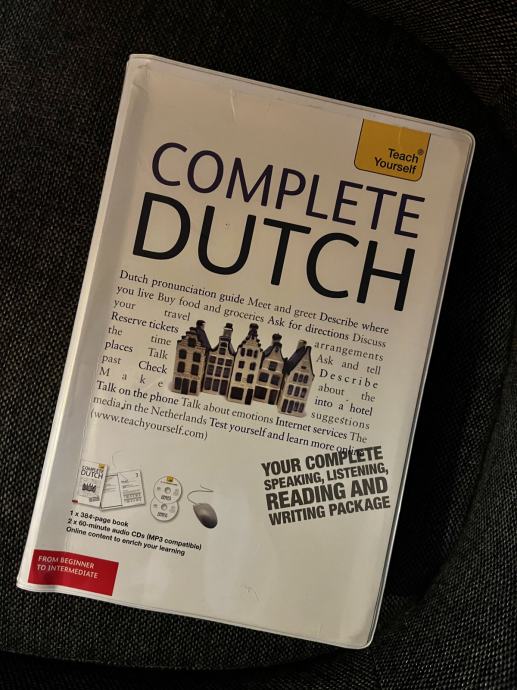 Teach®
Yourself
COMPLETE
DUTCH
Dutch pronunciation guide Meet and greet Describe where
you live Buy food and groceries Ask for directions Discuss
your travel arrangements
Reserve tickets Ask and tell
the time Describe
places Talk about the
past Check into a hotel
Make suggestions
Talk on the phone Talk about emotions Internet services The
media in the Netherlands Test yourself and learn more online
(www.teachyourself.com)
YOUR COMPLETE
SPEAKING, LISTENING,
READING AND
WRITING PACKAGE
COMPLETE
DUTCH
1 x 384-page book
2 x 60-minute audio CDs (MP3 compatible)
Online content to enrich your learning
FROM BEGINNER
TO INTERMEDIATE